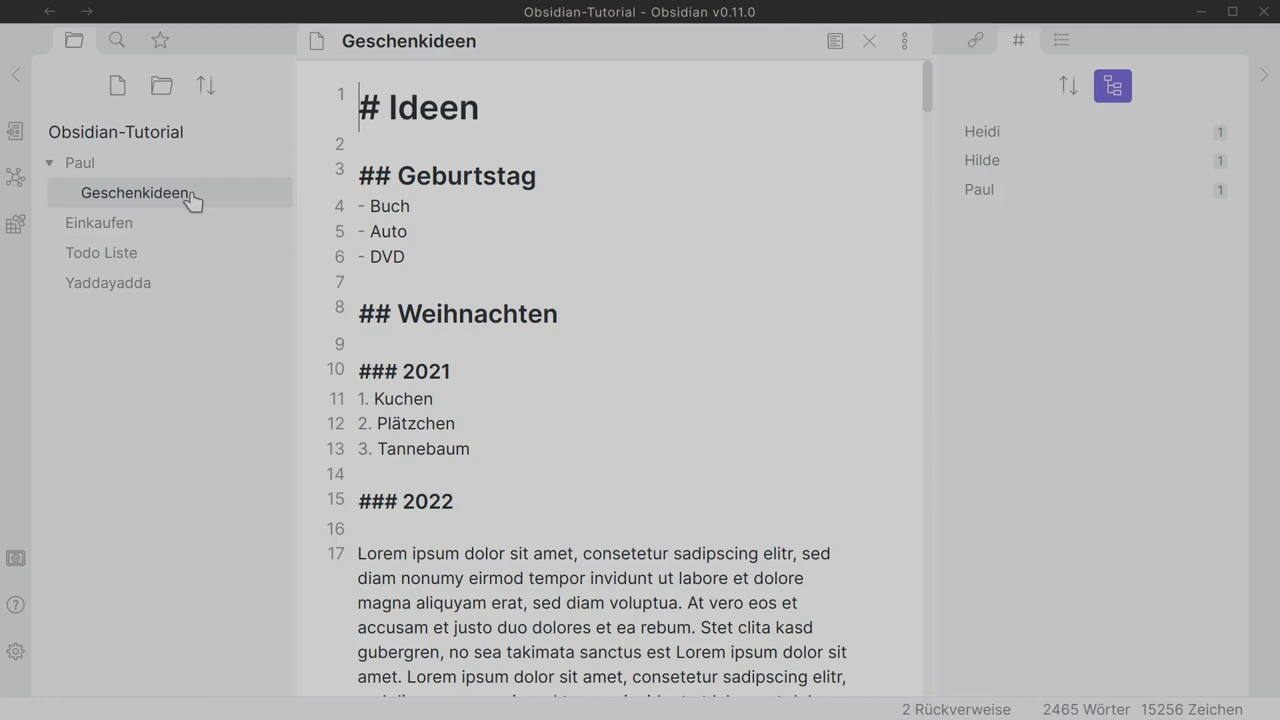 Obsidian-Tutorial - Obsidian v0.11.0
Geschenkideen
Obsidian-Tutorial
Paul
Geschenkideen
Einkaufen
Todo Liste
Yaddayadda
1 # Ideen
2
3 ## Geburtstag
4 - Buch
5 - Auto
6 - DVD
7
8 ## Weihnachten
9
10 ### 2021
11 1. Kuchen
12 2. Plätzchen
13 3. Tannebaum
14
15 ### 2022
16
17 Lorem ipsum dolor sit amet, consetetur sadipscing elitr, sed
diam nonumy eirmod tempor invidunt ut labore et dolore
magna aliquyam erat, sed diam voluptua. At vero eos et
accusam et justo duo dolores et ea rebum. Stet clita kasd
gubergren, no sea takimata sanctus est Lorem ipsum dolor sit
amet. Lorem ipsum dolor sit amet, consetetur sadipscing elitr,
#
Heidi 1
Hilde 1
Paul 1
2 Rückverweise 2465 Wörter 15256 Zeichen